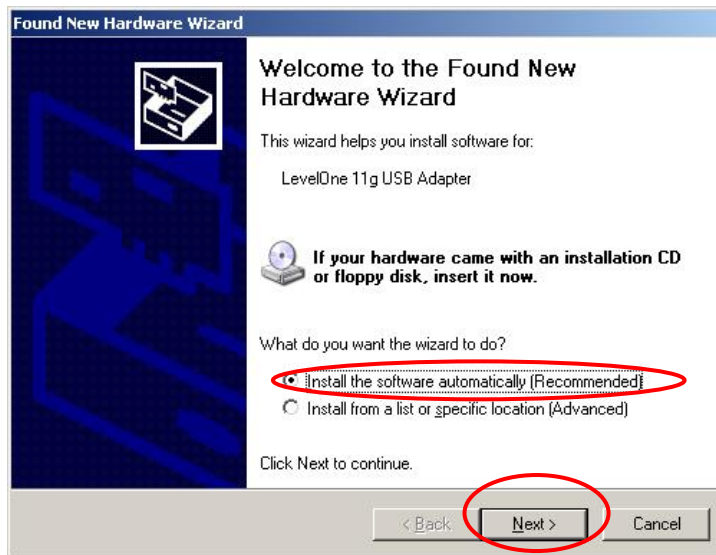 Found New Hardware Wizard
Welcome to the Found New
Hardware Wizard
This wizard helps you install software for:
LevelOne 11g USB Adapter
If your hardware came with an installation CD
or floppy disk, insert it now.
What do you want the wizard to do?
Install the software automatically (Recommended)
Install from a list or specific location (Advanced)
Click Next to continue.
< Back
Next >
Cancel